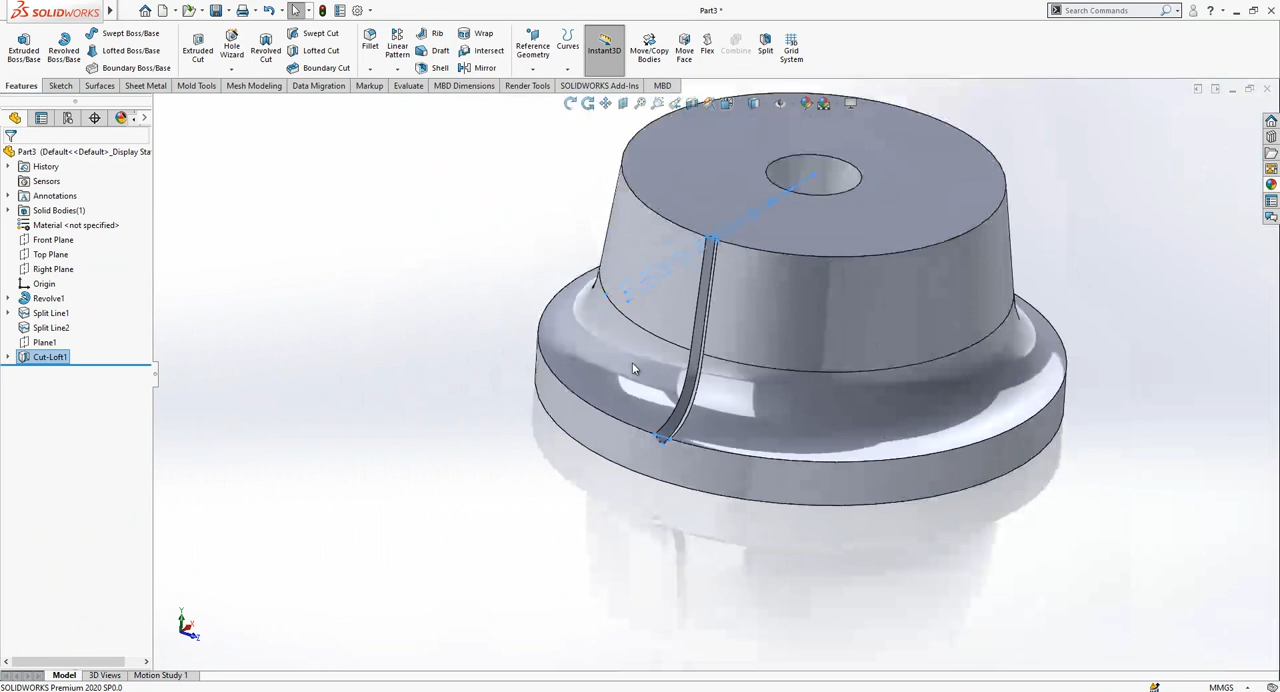 SOLIDWORKS
Part3 *
Search Commands
Extruded Boss/Base
Revolved Boss/Base
Swept Boss/Base
Lofted Boss/Base
Boundary Boss/Base
Extruded Cut
Hole Wizard
Revolved Cut
Swept Cut
Lofted Cut
Boundary Cut
Fillet
Linear Pattern
Rib
Draft
Shell
Wrap
Intersect
Mirror
Reference Geometry
Curves
Instant3D
Move/Copy Bodies
Move Face
Flex
Combine
Split
Grid System
Features
Sketch
Surfaces
Sheet Metal
Mold Tools
Mesh Modeling
Data Migration
Markup
Evaluate
MBD Dimensions
Render Tools
SOLIDWORKS Add-Ins
MBD
Part3 (Default<<Default>_Display Sta
History
Sensors
Annotations
Solid Bodies(1)
Material <not specified>
Front Plane
Top Plane
Right Plane
Origin
Revolve1
Split Line1
Split Line2
Plane1
Cut-Loft1
Y
X
Z
Model
3D Views
Motion Study 1
SOLIDWORKS Premium 2020 SP0.0
MMGS